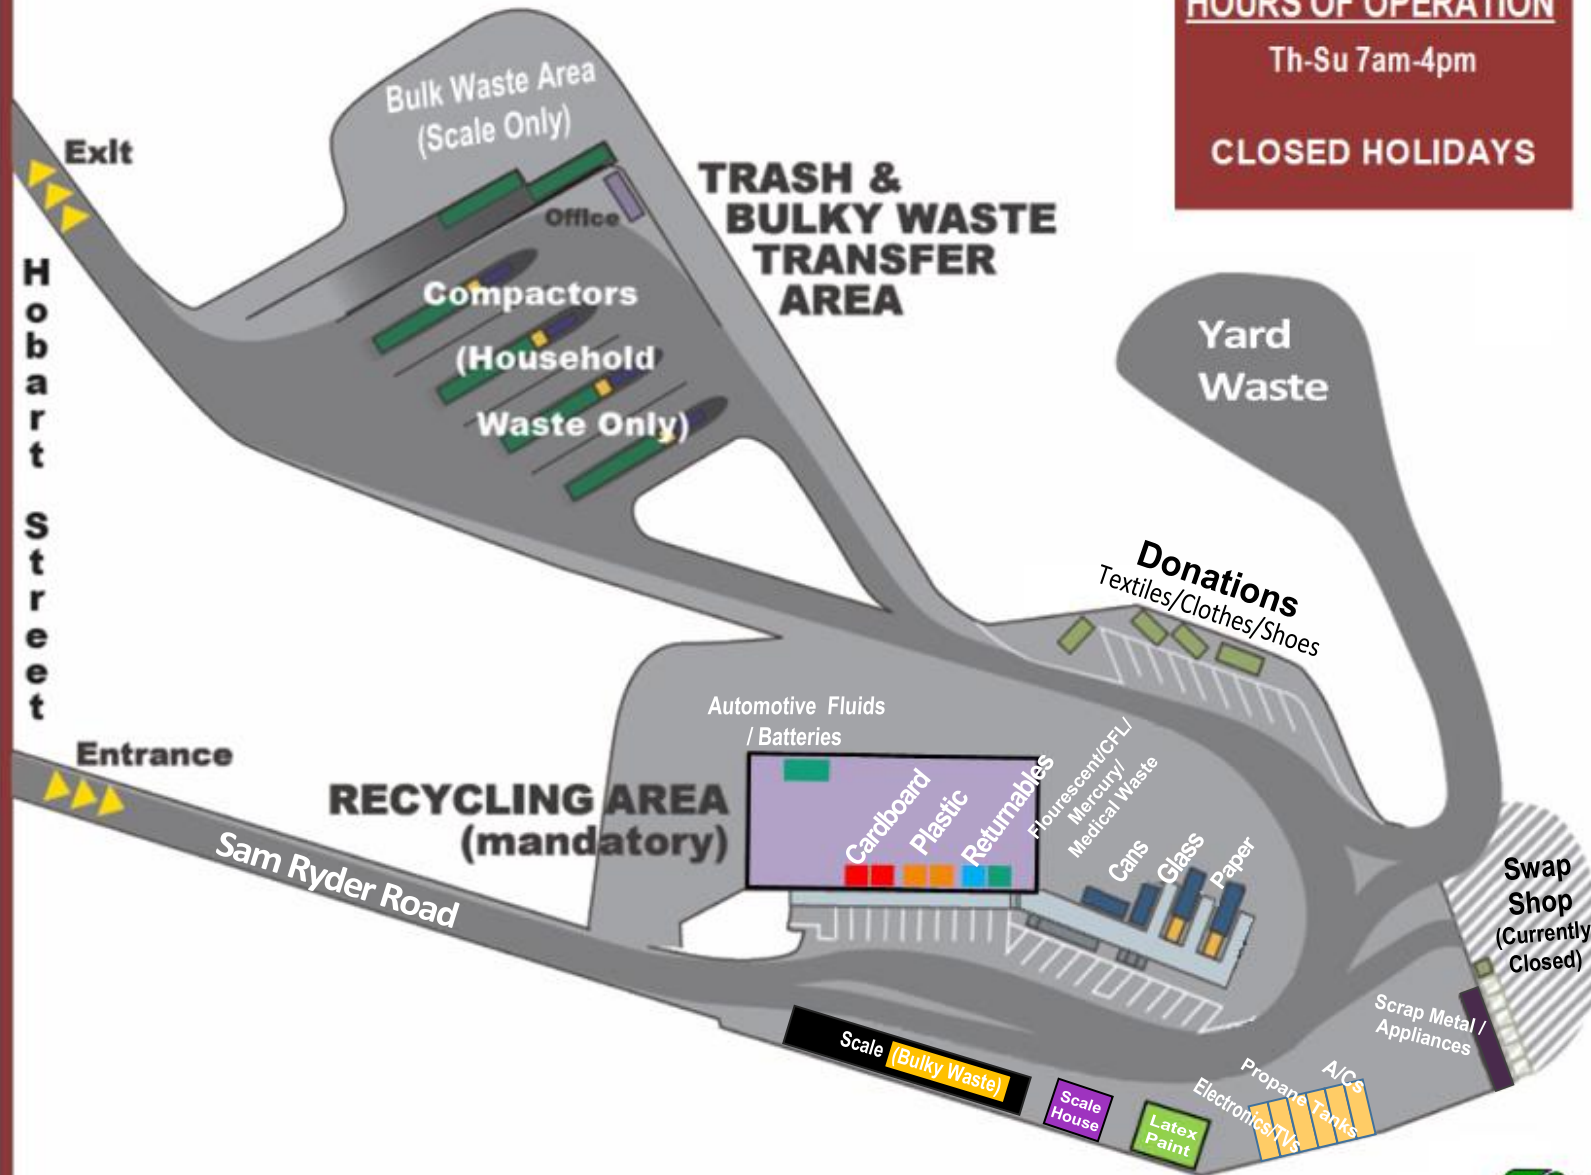 HOURS OF OPERATION
Th-Su 7am-4pm
CLOSED HOLIDAYS
Bulk Waste Area
(Scale Only)
Exit
Office
TRASH &
BULKY WASTE
TRANSFER
AREA
Compactors
(Household
Waste Only)
Hobart Street
Yard
Waste
Donations
Textiles/Clothes/Shoes
Automotive Fluids
/ Batteries
Entrance
RECYCLING AREA
(mandatory)
Sam Ryder Road
Cardboard
Plastic
Returnables
Flourescent/CFL/
Mercury/
Medical Waste
Cans
Glass
Paper
Swap
Shop
(Currently
Closed)
Scrap Metal /
Appliances
Scale (Bulky Waste)
Scale
House
Latex
Paint
Electronics/TVs
Propane Tanks
A/Cs